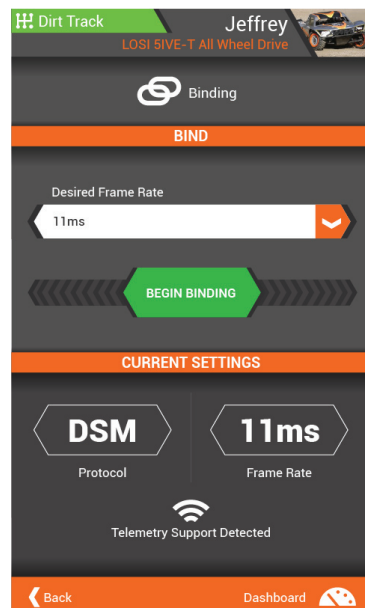 Dirt Track
Jeffrey
LOSI 5IVE-T All Wheel Drive
Binding
BIND
Desired Frame Rate
11ms
BEGIN BINDING
CURRENT SETTINGS
DSM
11ms
Protocol
Frame Rate
Telemetry Support Detected
Back
Dashboard